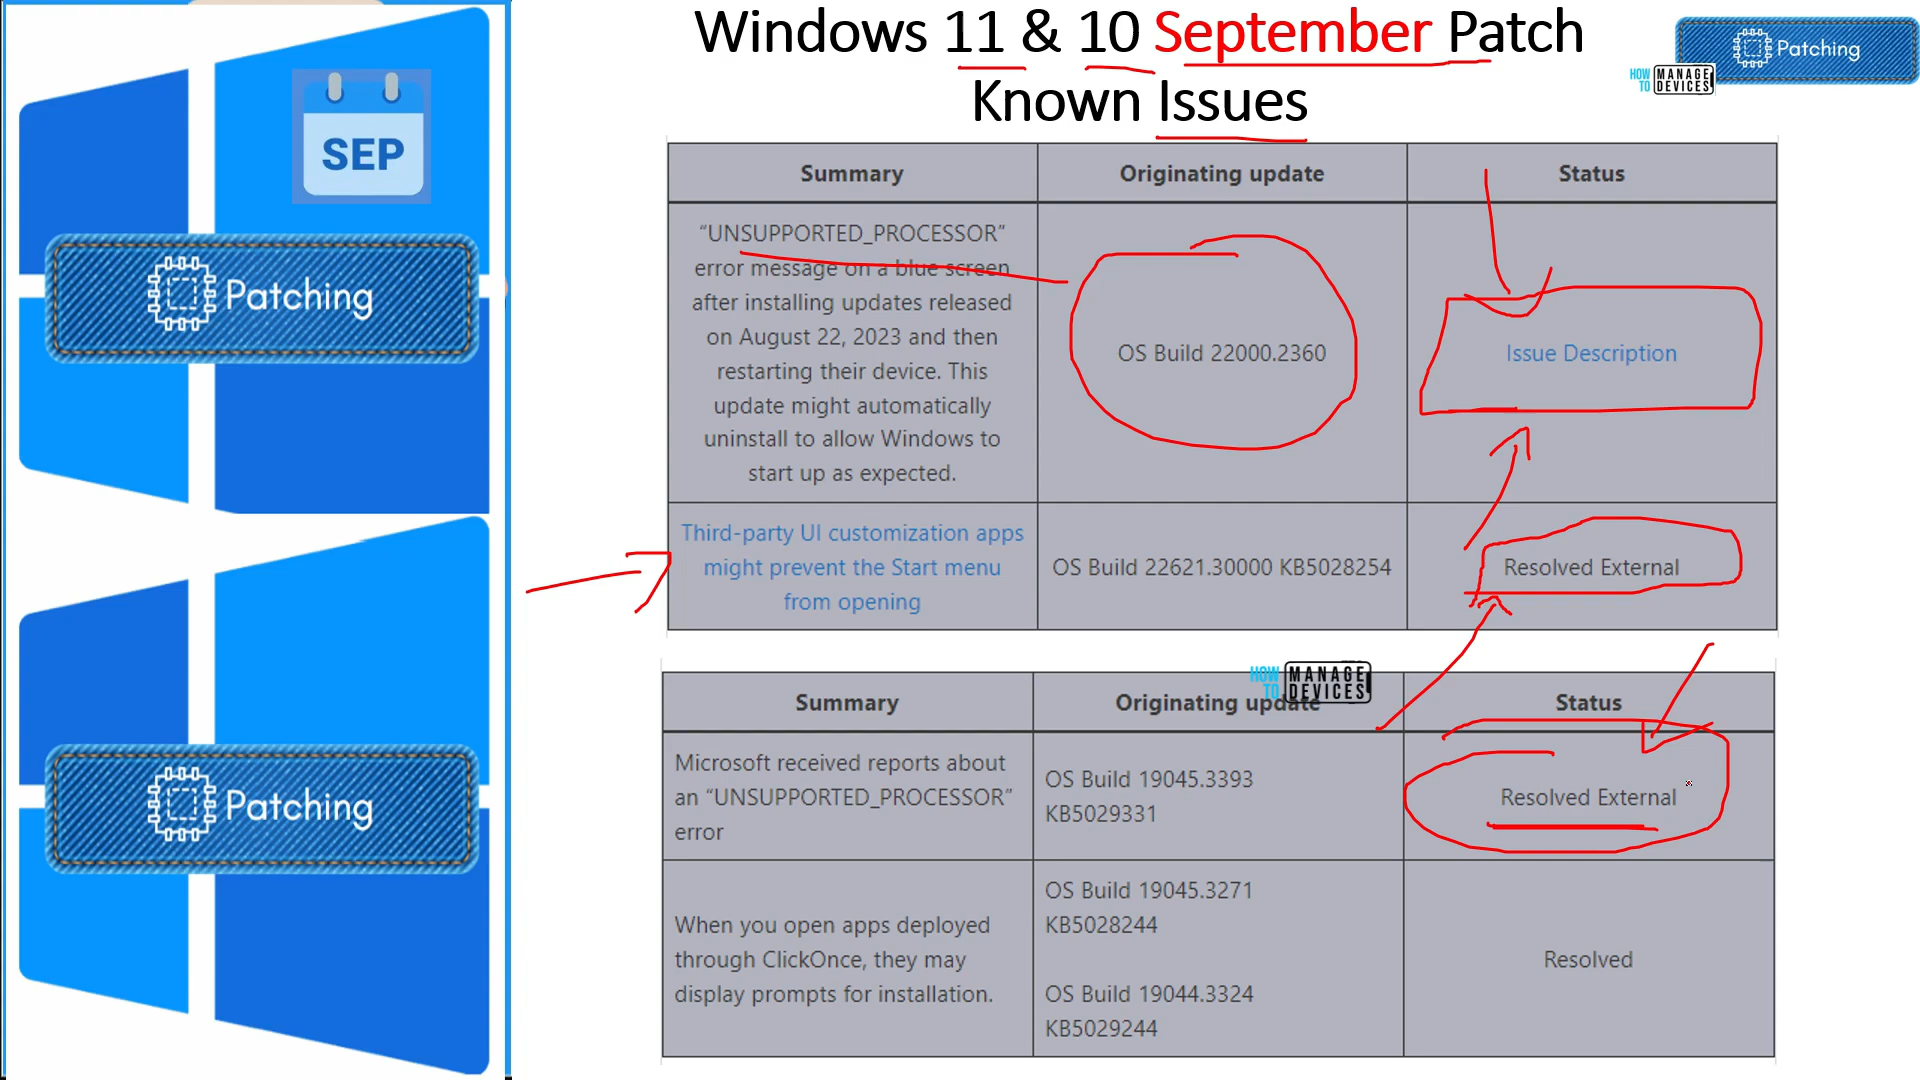 Windows 11 & 10 September Patch
Known Issues
Patching
HOW TO MANAGE DEVICES
SEP
Patching
Patching
Summary
Originating update
Status
“UNSUPPORTED_PROCESSOR”
error message on a blue screen
after installing updates released
on August 22, 2023 and then
restarting their device. This
update might automatically
uninstall to allow Windows to
start up as expected.
OS Build 22000.2360
Issue Description
Third-party UI customization apps
might prevent the Start menu
from opening
OS Build 22621.30000 KB5028254
Resolved External
HOW TO MANAGE DEVICES
Summary
Originating update
Status
Microsoft received reports about
an “UNSUPPORTED_PROCESSOR”
error
OS Build 19045.3393
KB5029331
Resolved External
When you open apps deployed
through ClickOnce, they may
display prompts for installation.
OS Build 19045.3271
KB5028244
OS Build 19044.3324
KB5029244
Resolved